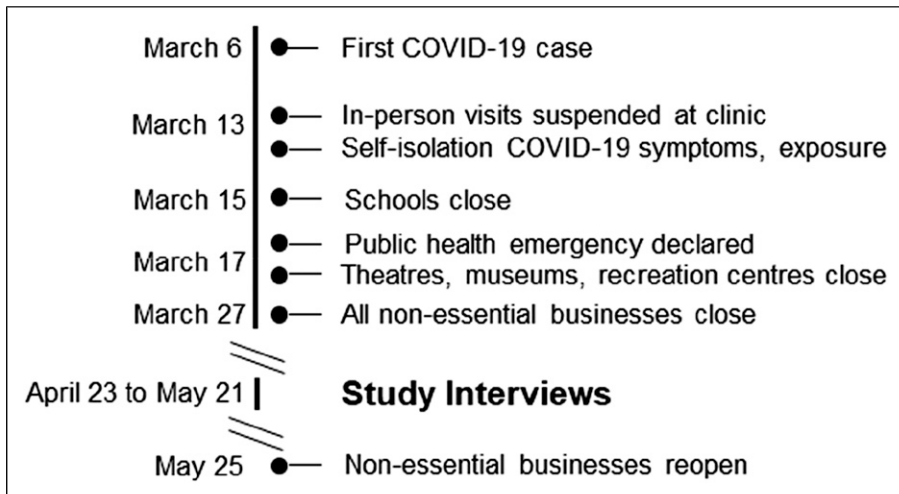 March 6 First COVID-19 case
March 13 In-person visits suspended at clinic
Self-isolation COVID-19 symptoms, exposure
March 15 Schools close
March 17 Public health emergency declared
Theatres, museums, recreation centres close
March 27 All non-essential businesses close
April 23 to May 21 Study Interviews
May 25 Non-essential businesses reopen